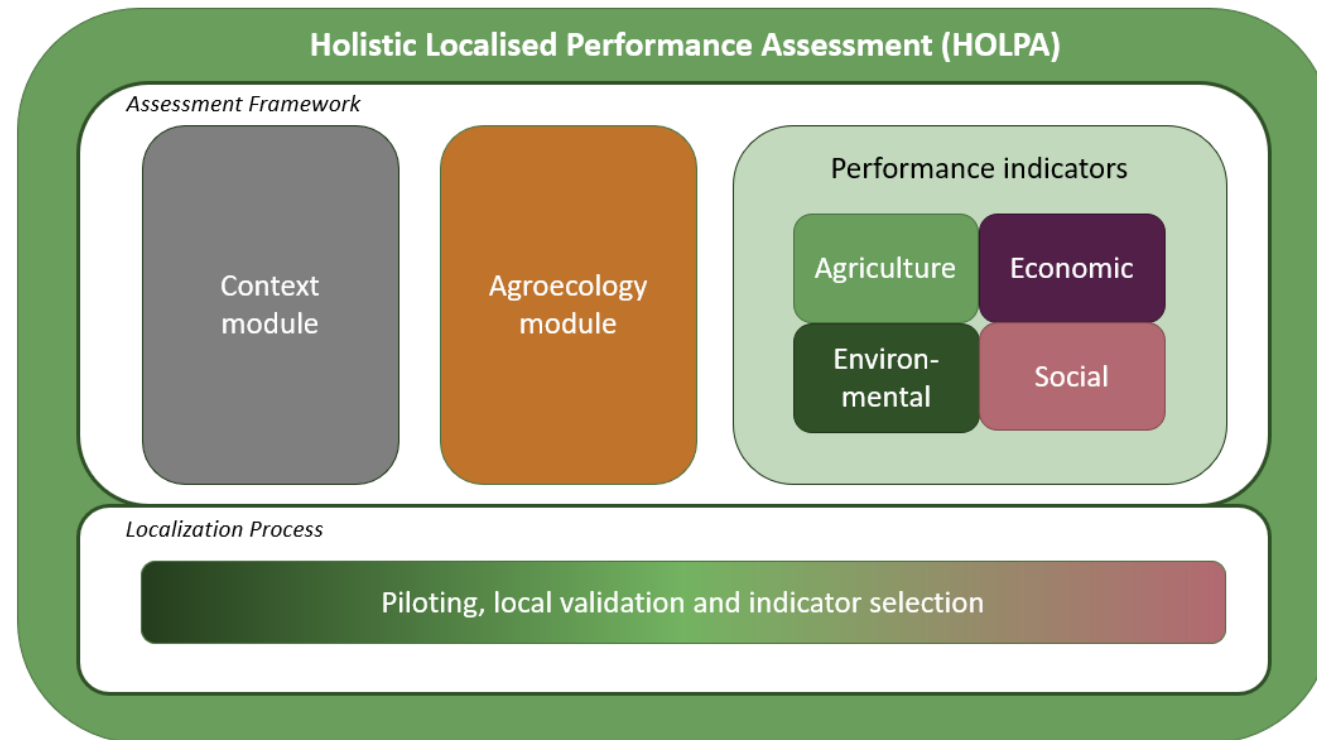 Holistic Localised Performance Assessment (HOLPA)
Assessment Framework
Context
module
Agroecology
module
Performance indicators
Agriculture
Economic
Environ-
mental
Social
Localization Process
Piloting, local validation and indicator selection